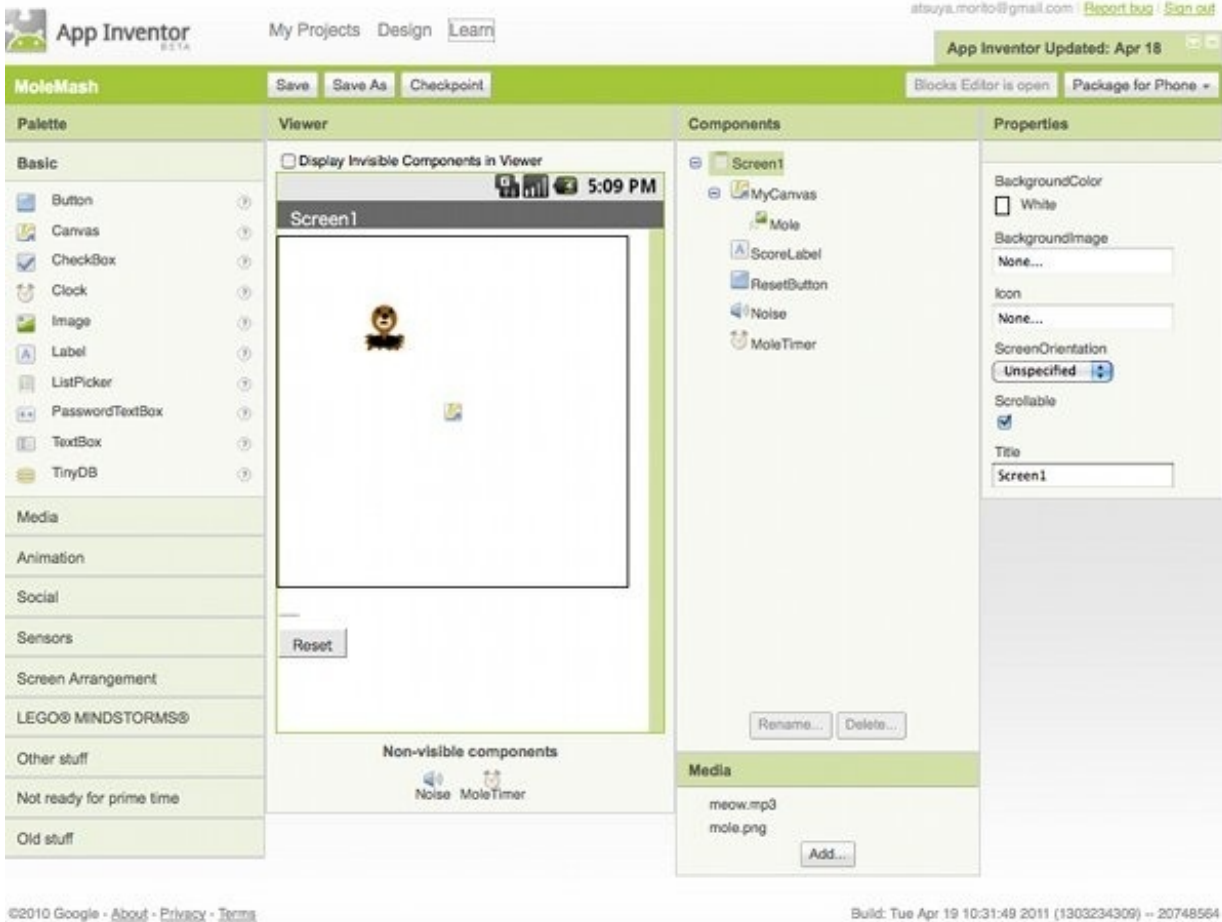 atsuya.morito@gmail.com | Report bug | Sign out
App Inventor
BETA
My Projects Design Learn
App Inventor Updated: Apr 18
MoleMash
Save Save As Checkpoint
Blocks Editor is open Package for Phone
Palette
Basic
Button
Canvas
CheckBox
Clock
Image
Label
ListPicker
PasswordTextBox
TextBox
TinyDB
Media
Animation
Social
Sensors
Screen Arrangement
LEGO® MINDSTORMS®
Other stuff
Not ready for prime time
Old stuff
Viewer
Display Invisible Components in Viewer
5:09 PM
Screen1
Reset
Non-visible components
Noise MoleTimer
Components
Screen1
MyCanvas
Mole
ScoreLabel
ResetButton
Noise
MoleTimer
Rename... Delete...
Media
meow.mp3
mole.png
Add...
Properties
BackgroundColor
White
BackgroundImage
None...
Icon
None...
ScreenOrientation
Unspecified
Scrollable
Title
Screen1
©2010 Google - About - Privacy - Terms
Build: Tue Apr 19 10:31:49 2011 (1303234309) -- 20748564